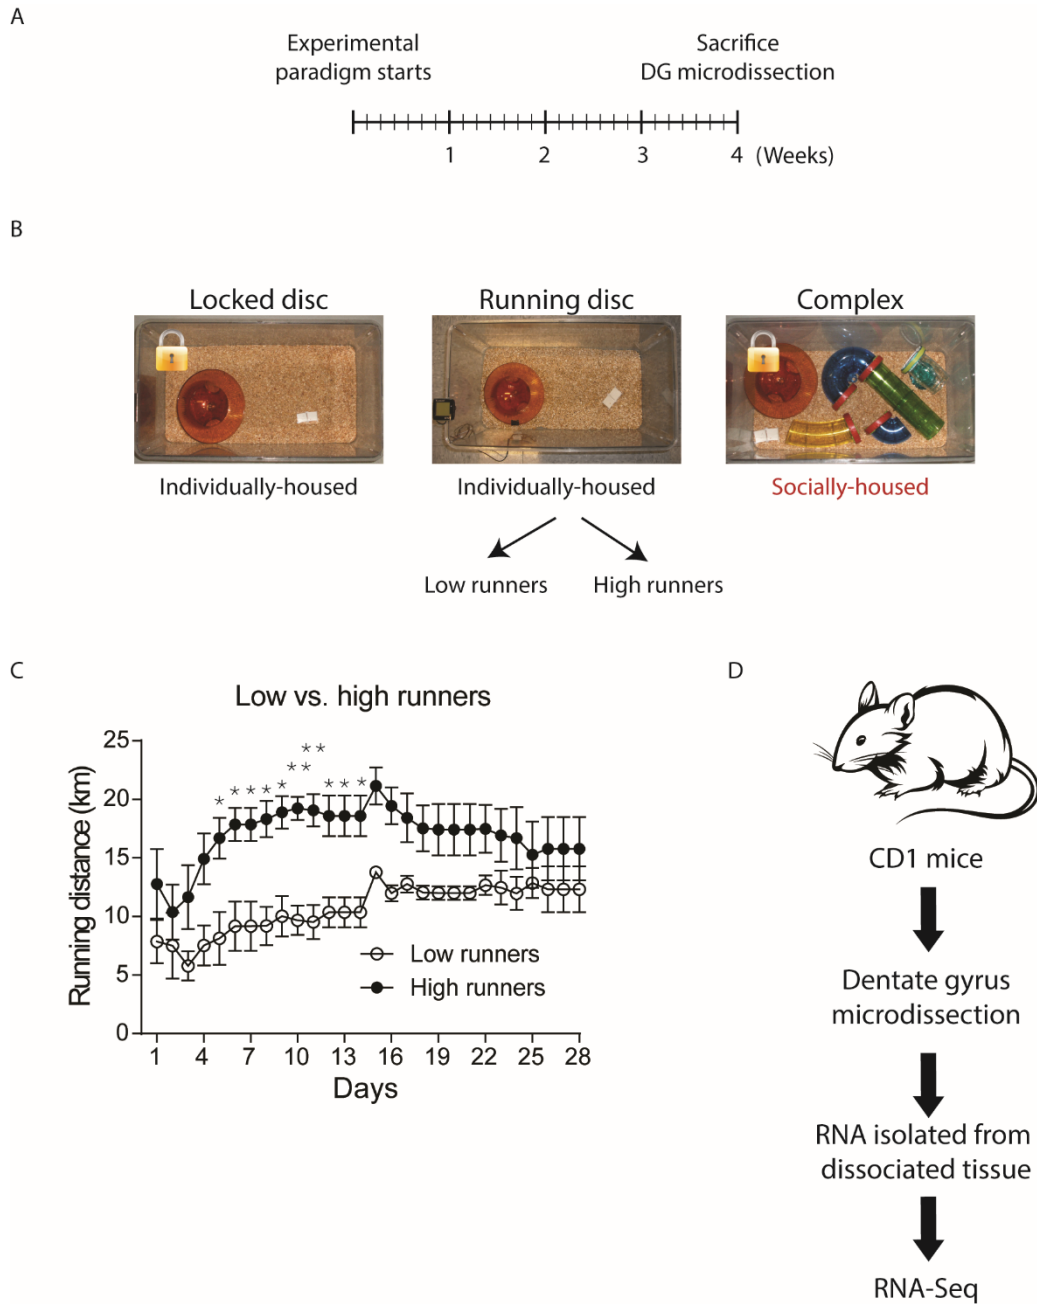 A
Experimental
paradigm starts
Sacrifice
DG microdissection
1 2 3 4 (Weeks)
B
Locked disc
Running disc
Complex
Individually-housed
Individually-housed
Socially-housed
Low runners
High runners
C
Low vs. high runners
Running distance (km)
25
20
15
10
5
0
* * * * * ** ** * * *
Low runners
High runners
1 4 7 10 13 16 19 22 25 28
Days
D
CD1 mice
Dentate gyrus
microdissection
RNA isolated from
dissociated tissue
RNA-Seq